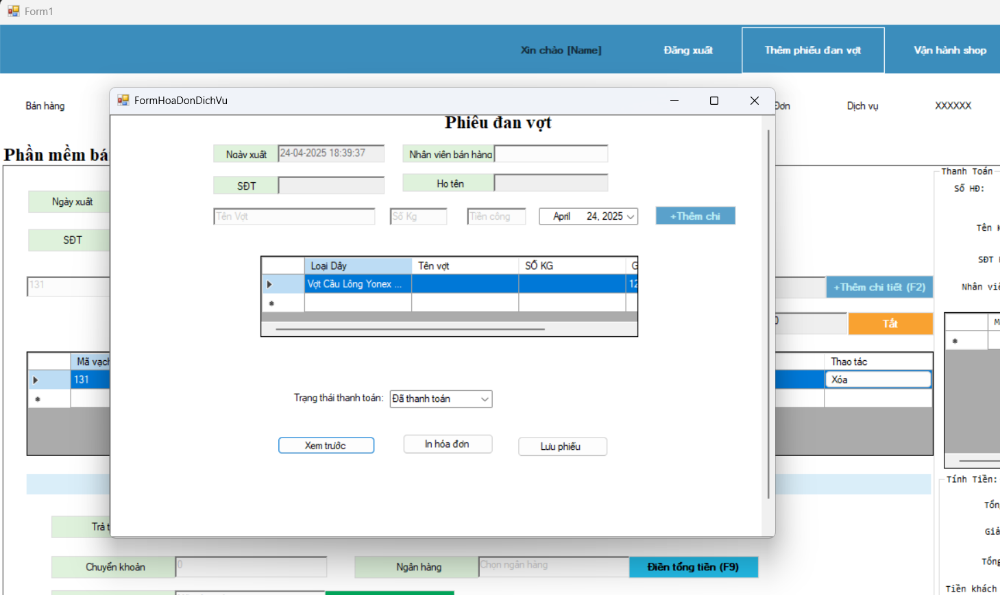 Form1
Xin chào [Name]
Đăng xuất
Thêm phiếu đan vợt
Vận hành shop
Bán hàng
Đơn
Dịch vụ
XXXXXX
Phần mềm bá
FormHoaDonDichVu
Phiếu đan vợt
Ngày xuất
24-04-2025 18:39:37
Nhân viên bán hàng
SĐT
Họ tên
Tên Vợt
Số Kg
Tiền công
April 24, 2025
+Thêm chi
Loại Dây
Tên vợt
SỐ KG
G
Vợt Cầu Lông Yonex ...
12
Trạng thái thanh toán:
Đã thanh toán
Xem trước
In hóa đơn
Lưu phiếu
Ngày xuất
SĐT
131
+Thêm chi tiết (F2)
0
Tắt
Mã vạch
Thao tác
131
Xóa
Trả t
Chuyển khoản
0
Ngân hàng
Chọn ngân hàng
Điền tổng tiền (F9)
Thanh Toán
Số HĐ:
Tên K
SĐT
Nhân viê
M
Tính Tiền:
Tổn
Giả
Tổng
Tiền khách